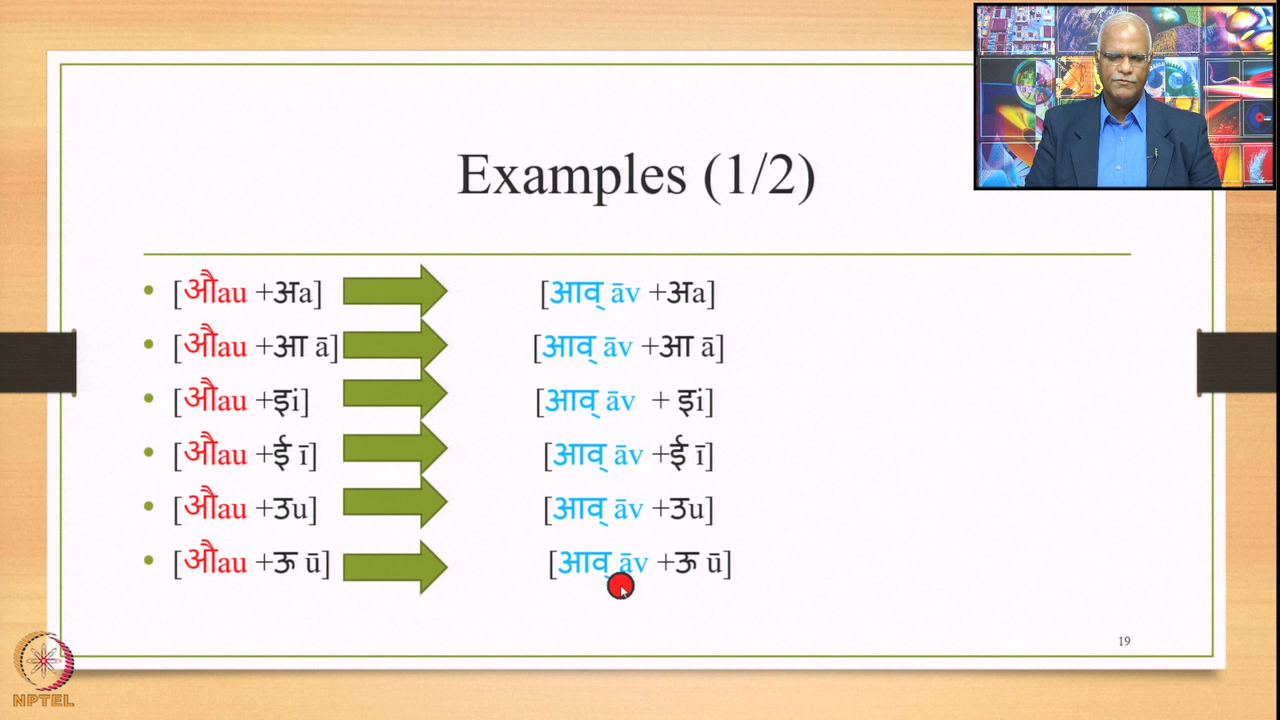 Examples (1/2)
• [औau +अa] [आव् āv +अa]
• [औau +आ ā] [आव् āv +आ ā]
• [औau +इi] [आव् āv + इi]
• [औau +ई ī] [आव् āv +ई ī]
• [औau +उu] [आव् āv +उu]
• [औau +ऊ ū] [आव् āv +ऊ ū]
19
NPTEL